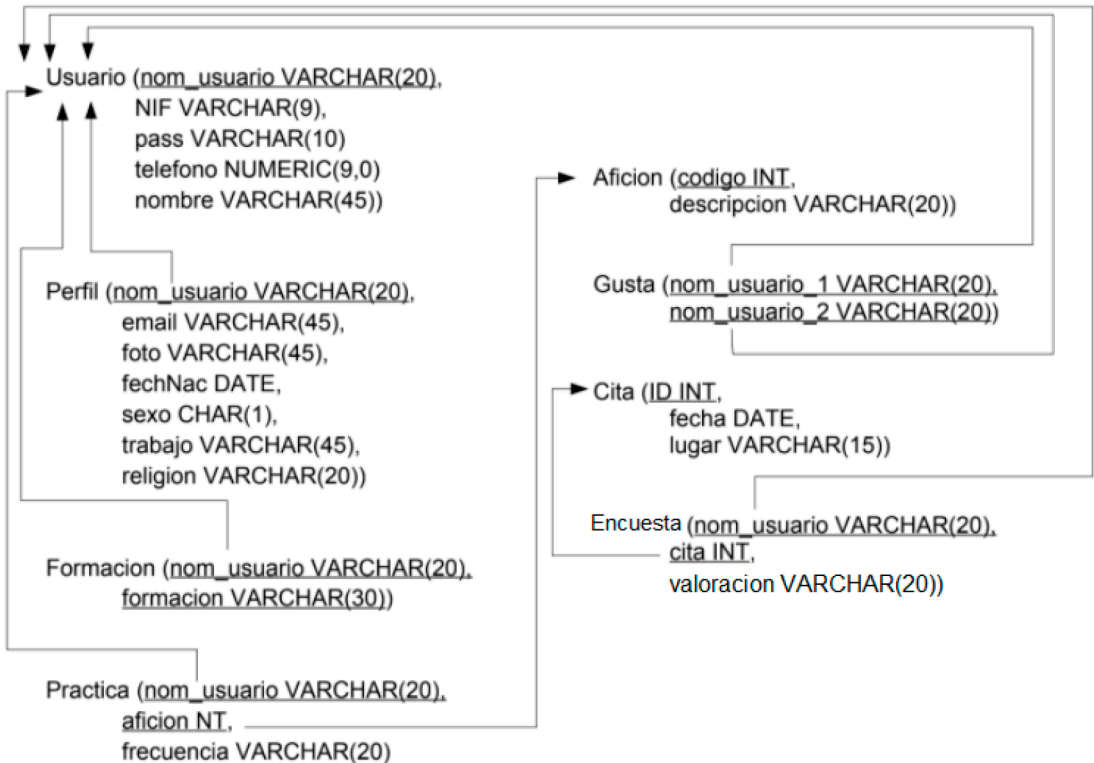 Usuario (nom_usuario VARCHAR(20),
NIF VARCHAR(9),
pass VARCHAR(10)
telefono NUMERIC(9,0)
nombre VARCHAR(45))
Perfil (nom_usuario VARCHAR(20),
email VARCHAR(45),
foto VARCHAR(45),
fechNac DATE,
sexo CHAR(1),
trabajo VARCHAR(45),
religion VARCHAR(20))
Formacion (nom_usuario VARCHAR(20),
formacion VARCHAR(30))
Practica (nom_usuario VARCHAR(20),
aficion NT,
frecuencia VARCHAR(20)
Aficion (codigo INT,
descripcion VARCHAR(20))
Gusta (nom_usuario_1 VARCHAR(20),
nom_usuario_2 VARCHAR(20))
Cita (ID INT,
fecha DATE,
lugar VARCHAR(15))
Encuesta (nom_usuario VARCHAR(20),
cita INT,
valoracion VARCHAR(20))